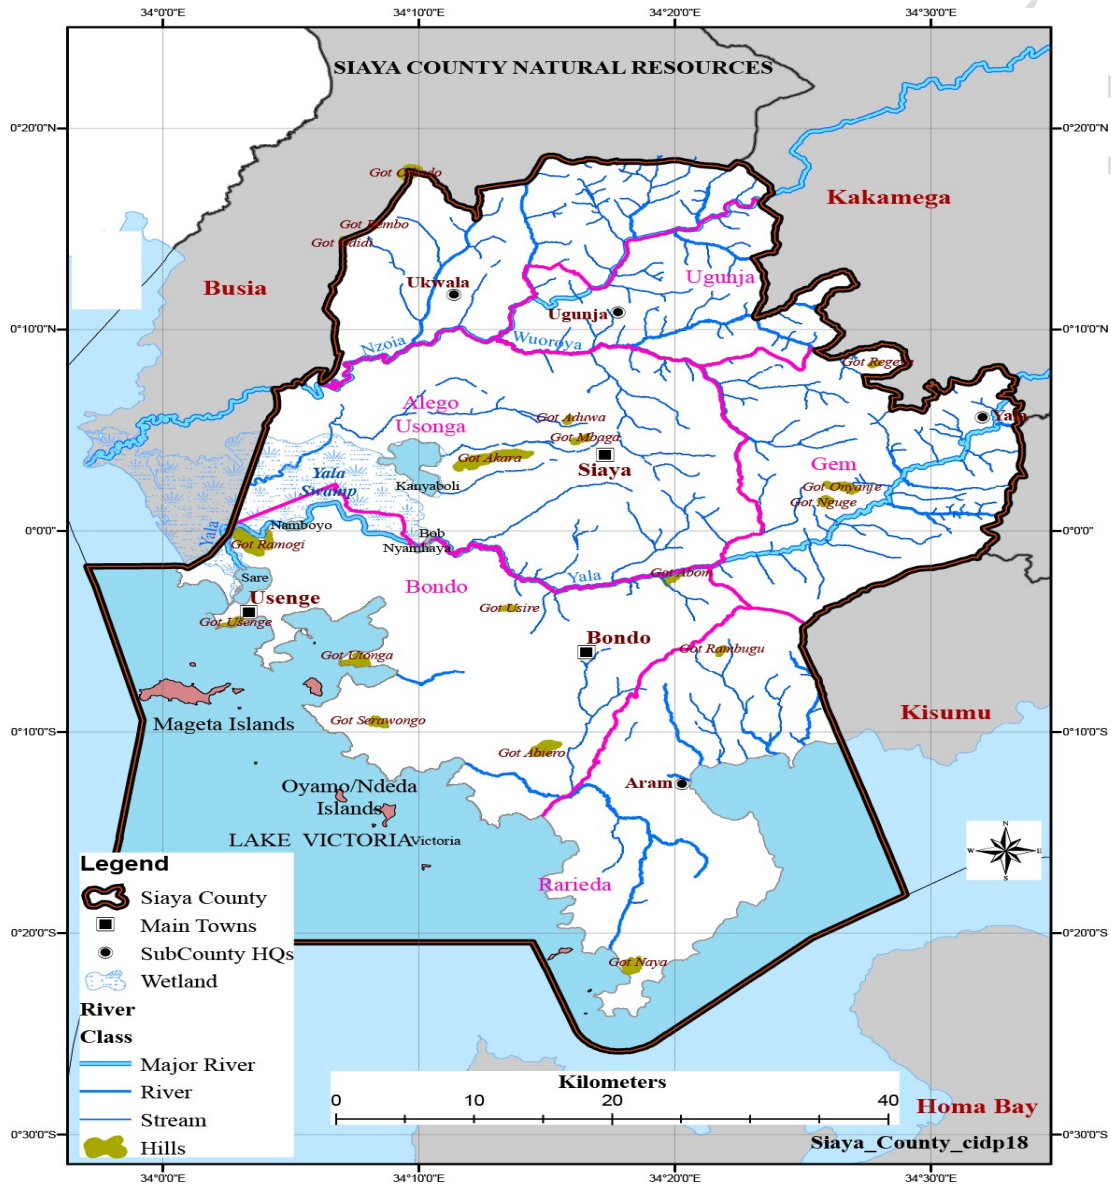 34°0'0"E 34°10'0"E 34°20'0"E 34°30'0"E
SIAYA COUNTY NATURAL RESOURCES
0°20'0"N 0°20'0"N
Kakamega
Got Rembo
Got Odidi
Busia
Ukwala
Ugunja
Ugunja
0°10'0"N 0°10'0"N
Nzoia
Wuoroya
Alego
Usonga
Got Aduwa
Got Mbaga
Got Akara
Siaya
Yala
Gem
Yala
Swamp
Kanyaboli
Got Onyanje
Got Nguge
0°0'0" 0°0'0"
Namboyo
Bob
Nyamhaya
Yala
Got Ramogi
Sare
Bondo
Yala
Got Abom
Usenge
Got Usenge
Got Usire
Bondo
Got Rambugu
Got Utonga
Mageta Islands
Got Serawongo
Kisumu
0°10'0"S 0°10'0"S
Got Abiero
Oyamo/Ndeda
Islands
Aram
LAKE VICTORIA Victoria
N
W E
S
Rarieda
Legend
Siaya County
Main Towns
SubCounty HQs
Wetland
River
Class
Major River
River
Stream
Hills
0°20'0"S 0°20'0"S
Got Naya
Kilometers
0 10 20 40
Homa Bay
Siaya_County_cidp18
0°30'0"S 0°30'0"S
34°0'0"E 34°10'0"E 34°20'0"E 34°30'0"E